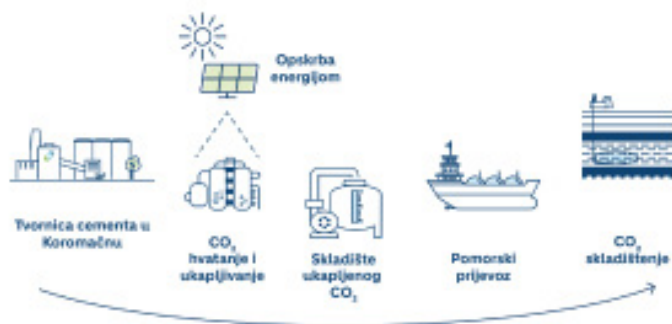 Opskrba
energijom
Tvornica cementa u
Koromačnu
CO₂
hvatanje i
ukapljivanje
Skladište
ukapljenog
CO₂
Pomorski
prijevoz
CO₂
skladištenje